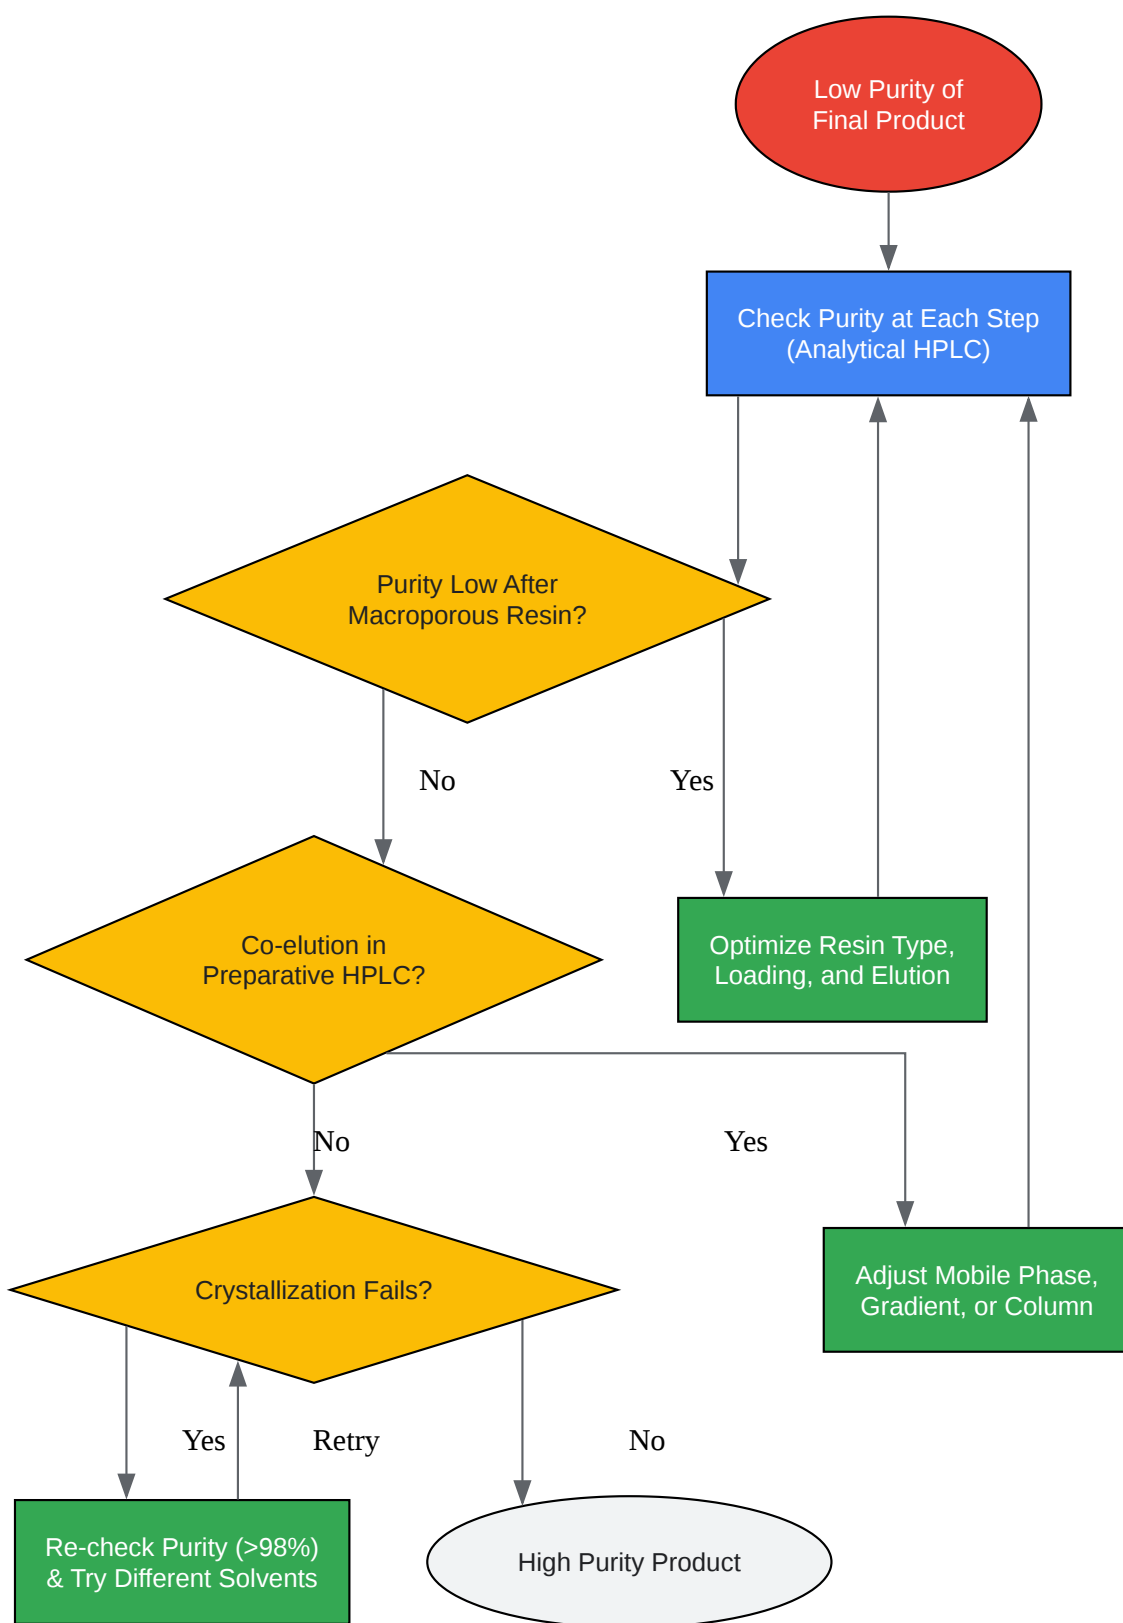 Low Purity of
Final Product
Check Purity at Each Step
(Analytical HPLC)
Purity Low After
Macroporous Resin?
No
Yes
Co-elution in
Preparative HPLC?
Optimize Resin Type,
Loading, and Elution
No
Yes
Crystallization Fails?
Adjust Mobile Phase,
Gradient, or Column
Yes
Retry
No
Re-check Purity (>98%)
& Try Different Solvents
High Purity Product